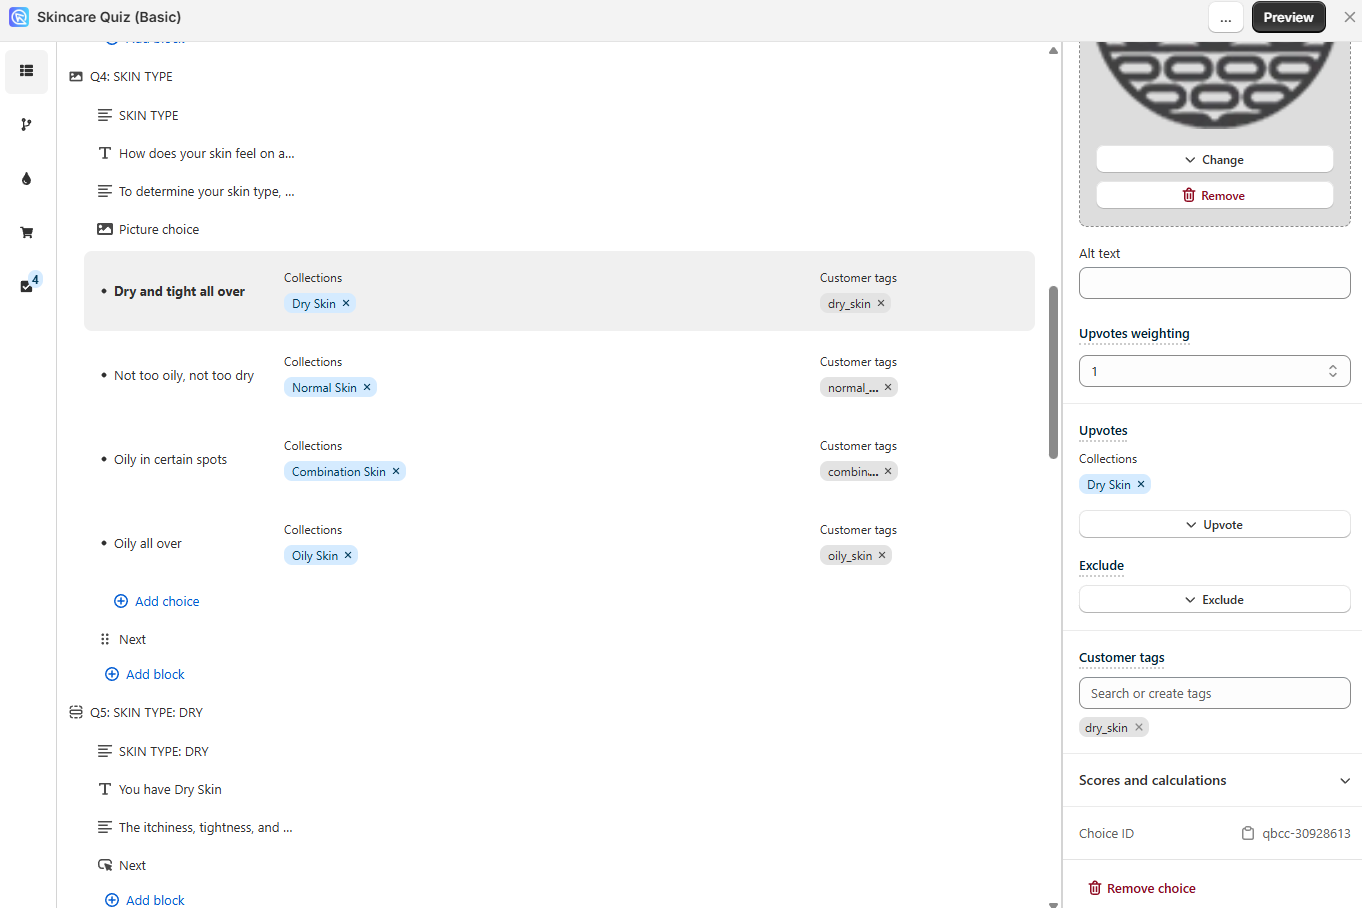 Skincare Quiz (Basic)
...
Preview
Add block
Q4: SKIN TYPE
SKIN TYPE
How does your skin feel on a...
To determine your skin type, ...
Picture choice
Dry and tight all over
Collections
Dry Skin
Customer tags
dry_skin
Not too oily, not too dry
Collections
Normal Skin
Customer tags
normal_...
Oily in certain spots
Collections
Combination Skin
Customer tags
combin...
Oily all over
Collections
Oily Skin
Customer tags
oily_skin
Add choice
Next
Add block
Q5: SKIN TYPE: DRY
SKIN TYPE: DRY
You have Dry Skin
The itchiness, tightness, and ...
Next
Add block
4
Change
Remove
Alt text
Upvotes weighting
1
Upvotes
Collections
Dry Skin
Upvote
Exclude
Exclude
Customer tags
Search or create tags
dry_skin
Scores and calculations
Choice ID
qbcc-30928613
Remove choice